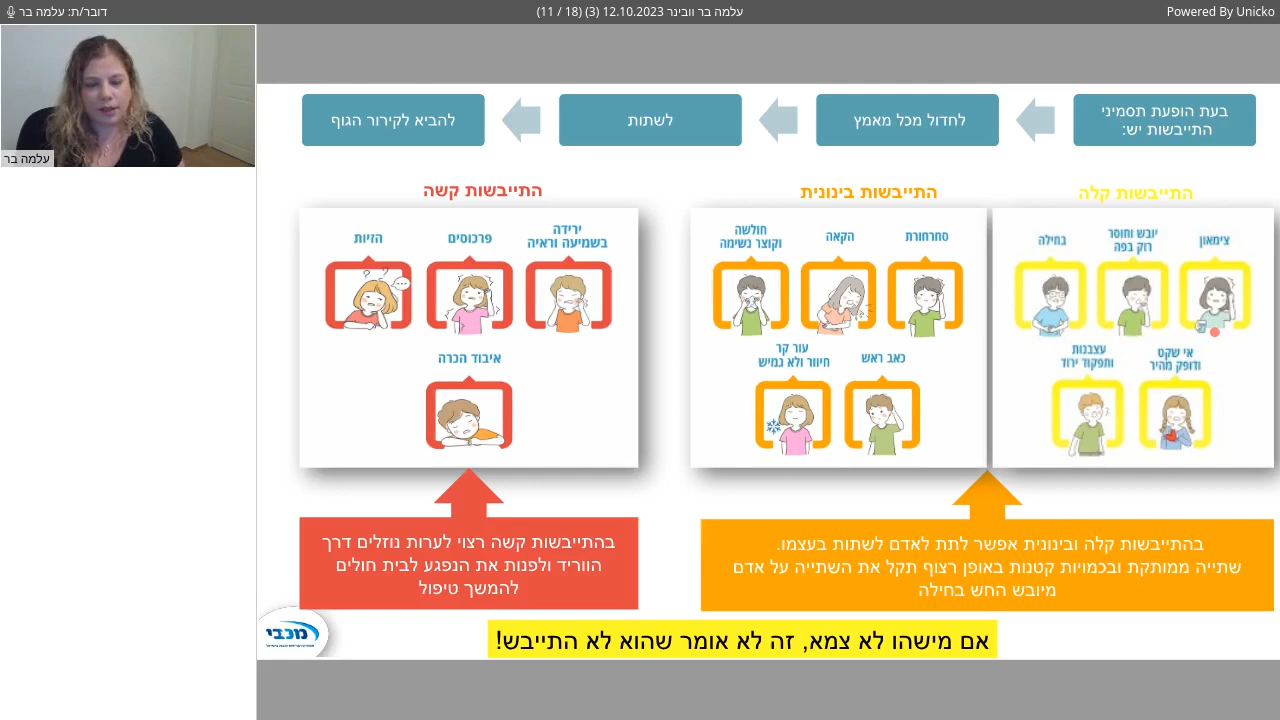 דובר/ת: עלמה בר
עלמה בר וובינר 12.10.2023 (3) (18 / 11)
Powered By Unicko
עלמה בר
בעת הופעת תסמיני
התייבשות יש:
לחדול מכל מאמץ
לשתות
להביא לקירור הגוף
התייבשות קלה
צימאון
יובש וחוסר
רוק בפה
בחילה
אי שקט
ודופק מהיר
עצבנות
ותפקוד ירוד
התייבשות בינונית
סחרחורת
הקאה
חולשה
וקוצר נשימה
כאב ראש
עור קר
חיוור ולא גמיש
התייבשות קשה
ירידה
בשמיעה וראיה
פרכוסים
הזיות
איבוד הכרה
בהתייבשות קלה ובינונית אפשר לתת לאדם לשתות בעצמו.
שתייה ממותקת ובכמויות קטנות באופן רצוף תקל את השתייה על אדם
מיובש החש בחילה
בהתייבשות קשה רצוי לערות נוזלים דרך
הווריד ולפנות את הנפגע לבית חולים
להמשך טיפול
אם מישהו לא צמא, זה לא אומר שהוא לא התייבש!
מכבי